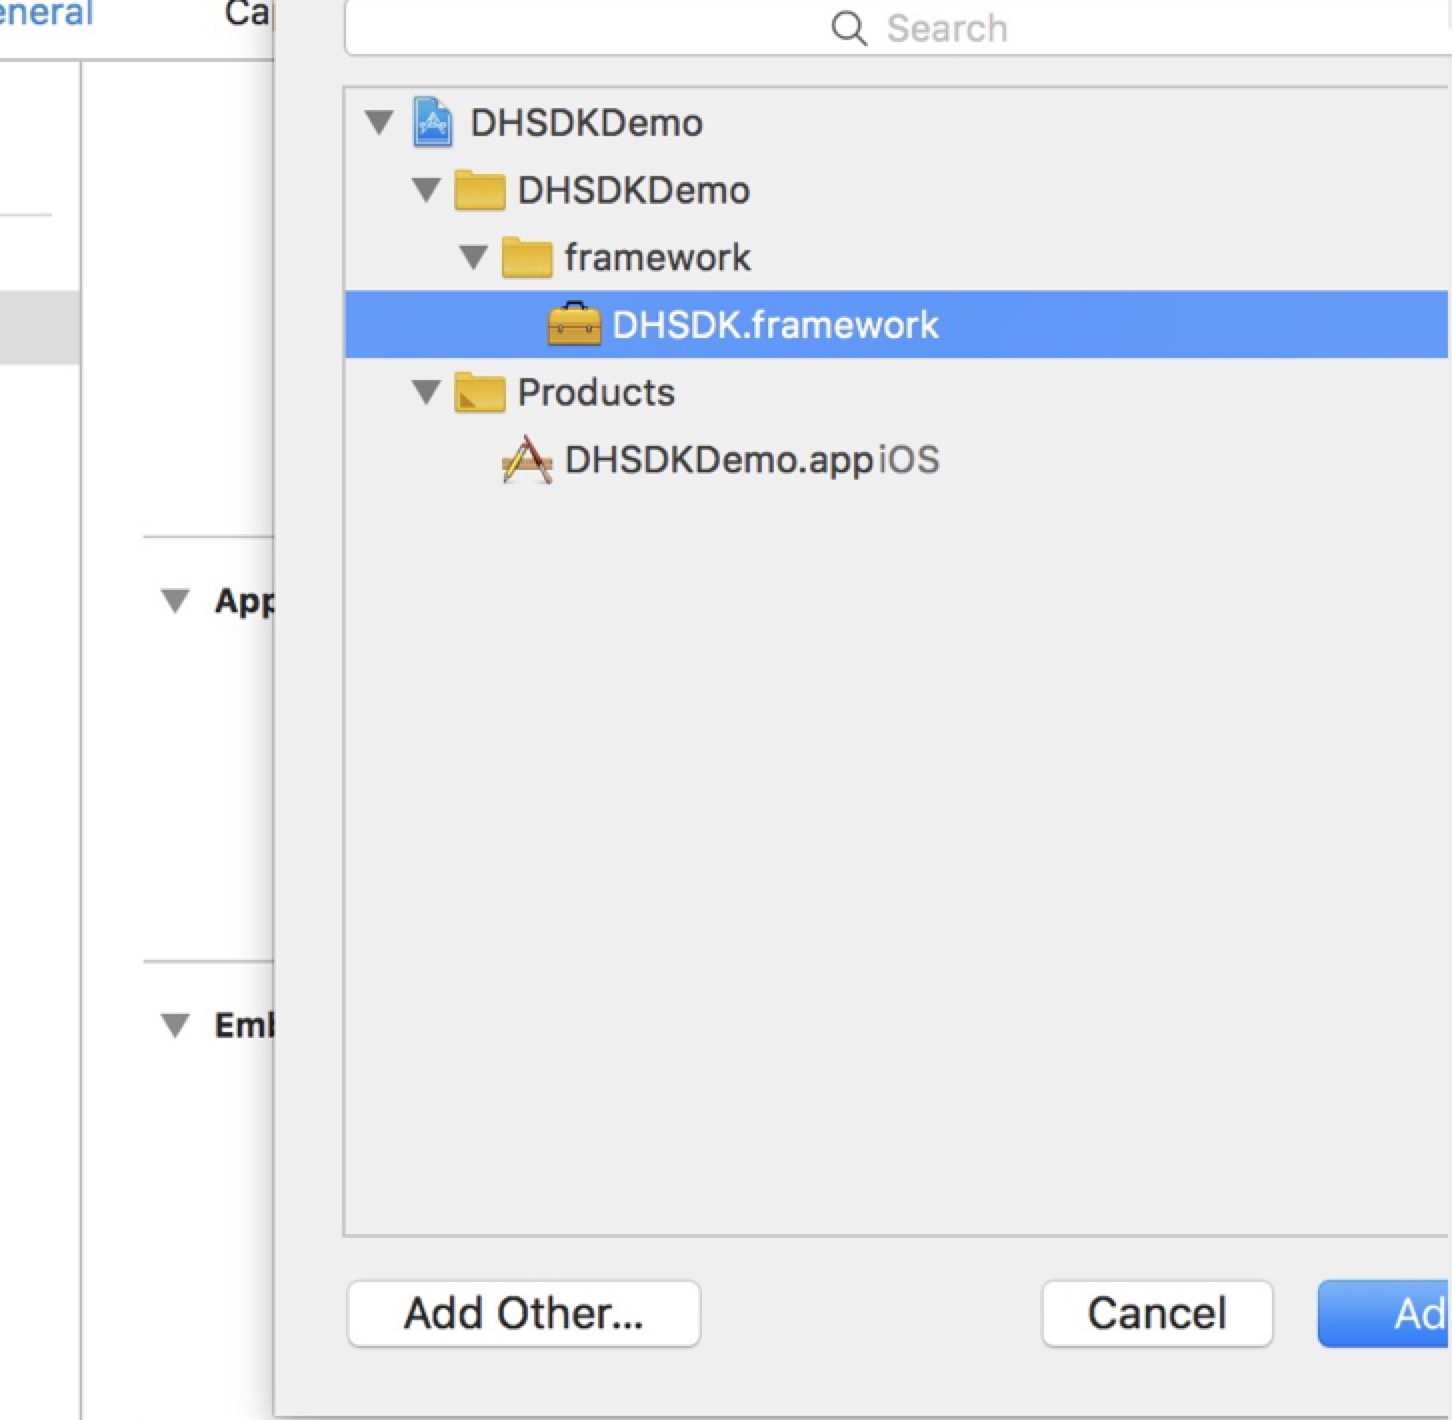 eneral
Ca
Search
DHSDKDemo
DHSDKDemo
framework
DHSDK.framework
Products
DHSDKDemo.app iOS
App
Emb
Add Other...
Cancel
Ad